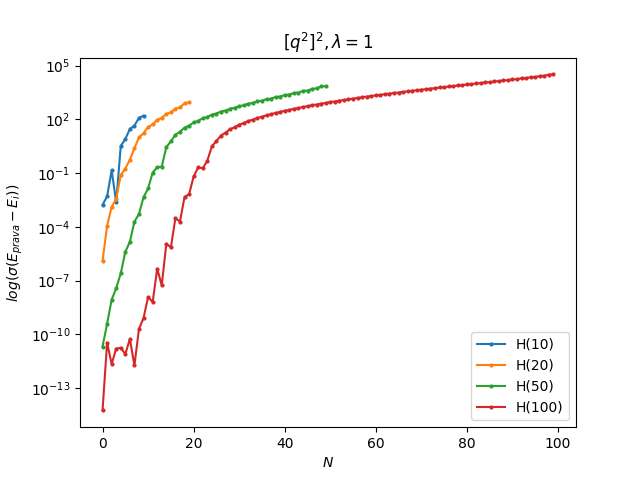 [q²]², λ = 1
10⁵
10²
10⁻¹
10⁻⁴
10⁻⁷
10⁻¹⁰
10⁻¹³
log(σ(E_prava − E_i))
0 20 40 60 80 100
N
H(10)
H(20)
H(50)
H(100)